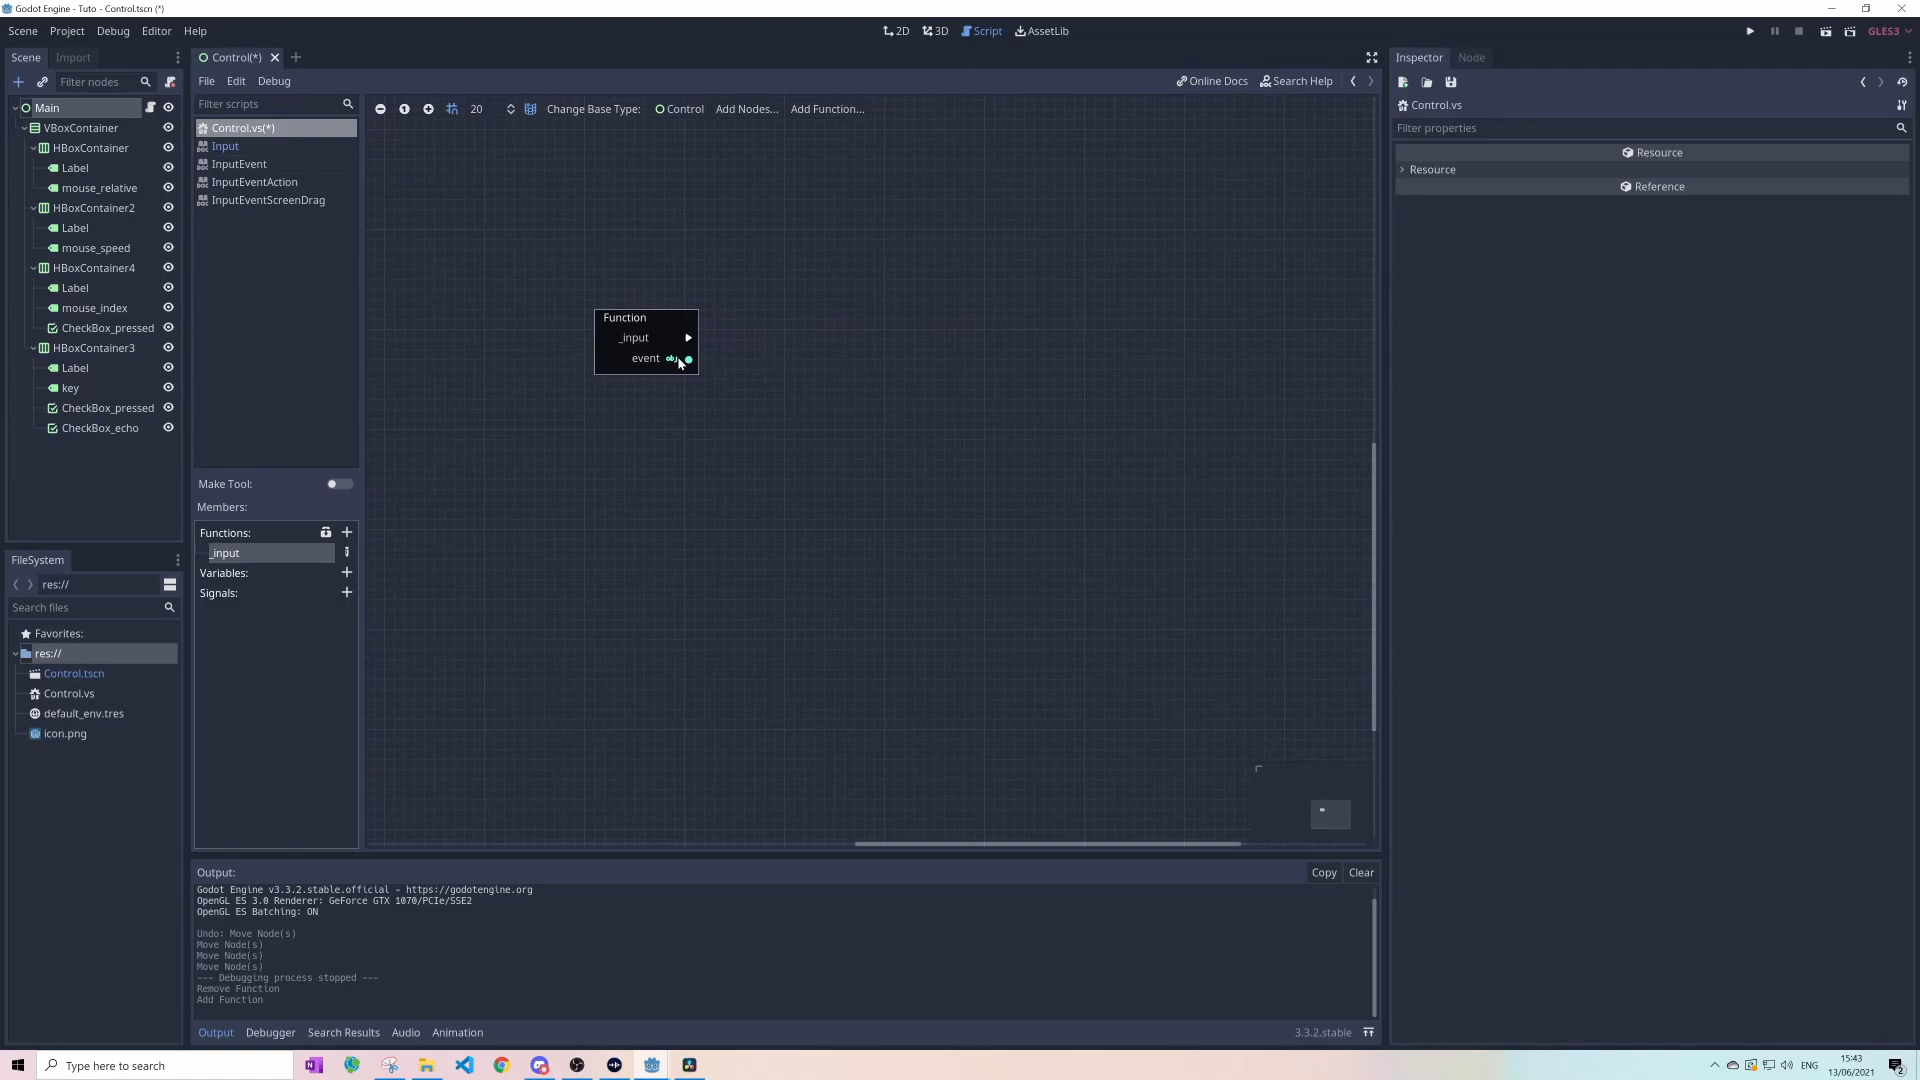 Godot Engine - Tuto - Control.tscn (*)
Scene Project Debug Editor Help
2D 3D Script AssetLib
GLES3
Scene Import
Control(*)
Inspector Node
Filter nodes
File Edit Debug
Online Docs Search Help
Filter scripts
20 Change Base Type: Control Add Nodes... Add Function...
Control.vs
Filter properties
Resource
Resource
Reference
Main
VBoxContainer
HBoxContainer
Label
mouse_relative
HBoxContainer2
Label
mouse_speed
HBoxContainer4
Label
mouse_index
CheckBox_pressed
HBoxContainer3
Label
key
CheckBox_pressed
CheckBox_echo
Control.vs(*)
Input
InputEvent
InputEventAction
InputEventScreenDrag
Function
_input
event obj
Make Tool:
Members:
Functions:
_input
Variables:
Signals:
FileSystem
res://
Search files
Favorites:
res://
Control.tscn
Control.vs
default_env.tres
icon.png
Output:
Copy Clear
Godot Engine v3.3.2.stable.official - https://godotengine.org
OpenGL ES 3.0 Renderer: GeForce GTX 1070/PCIe/SSE2
OpenGL ES Batching: ON
Undo: Move Node(s)
Move Node(s)
Move Node(s)
Move Node(s)
--- Debugging process stopped ---
Remove Function
Add Function
Output Debugger Search Results Audio Animation
3.3.2.stable
Type here to search
ENG
15:43
13/06/2021
2